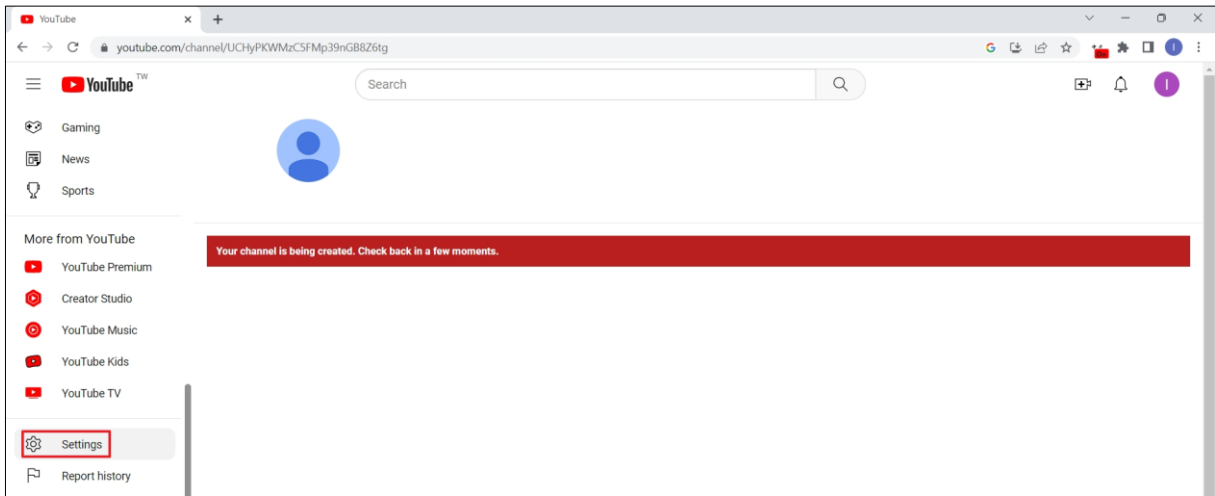 YouTube
youtube.com/channel/UCHyPKWMzC5FMp39nGB8Z6tg
YouTube TW
Search
I
Gaming
News
Sports
More from YouTube
YouTube Premium
Creator Studio
YouTube Music
YouTube Kids
YouTube TV
Settings
Report history
Your channel is being created. Check back in a few moments.